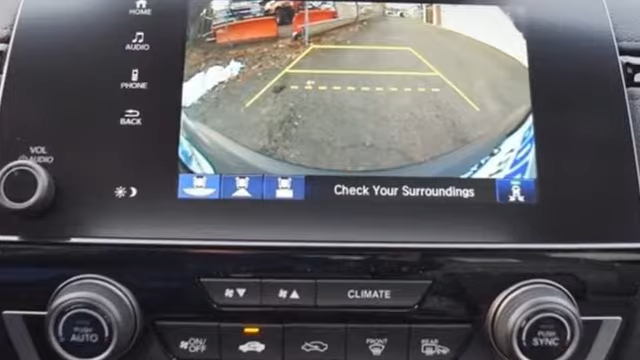 HOME
AUDIO
PHONE
BACK
VOL
AUDIO
Check Your Surroundings
CLIMATE
PUSH
AUTO
ON/
OFF
FRONT
REAR
PUSH
SYNC